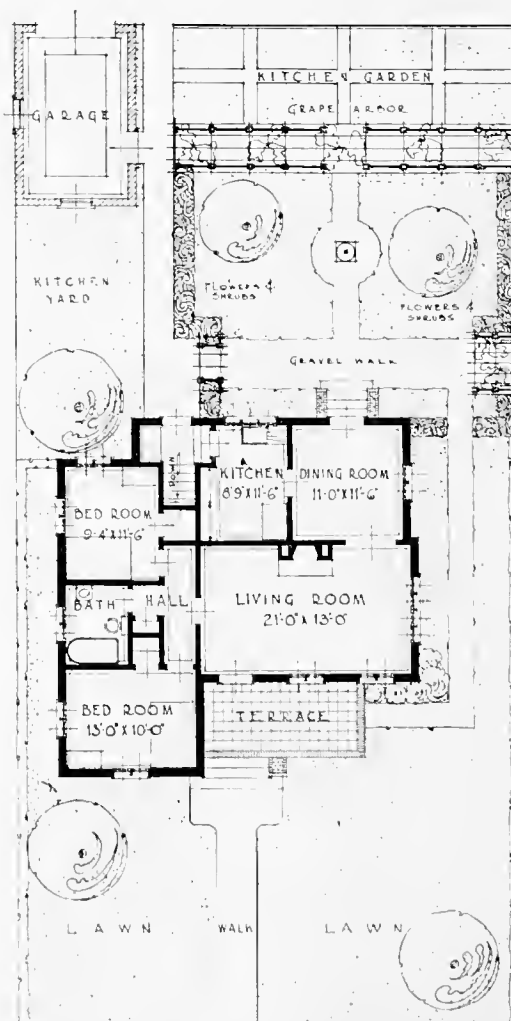 KITCHEN GARDEN
GRAPE ARBOR
GARAGE
KITCHEN
YARD
FLOWERS &
SHRUBS
FLOWERS &
SHRUBS
GRAVEL WALK
DOWN
KITCHEN
8'9"X11'-6"
DINING ROOM
11'-0"X11'-6"
BED ROOM
9'-4"X11'-6"
BATH
HALL
LIVING ROOM
21'-0" X 13'-0"
BED ROOM
13'-0"X10'-0"
TERRACE
LAWN
WALK
LAWN